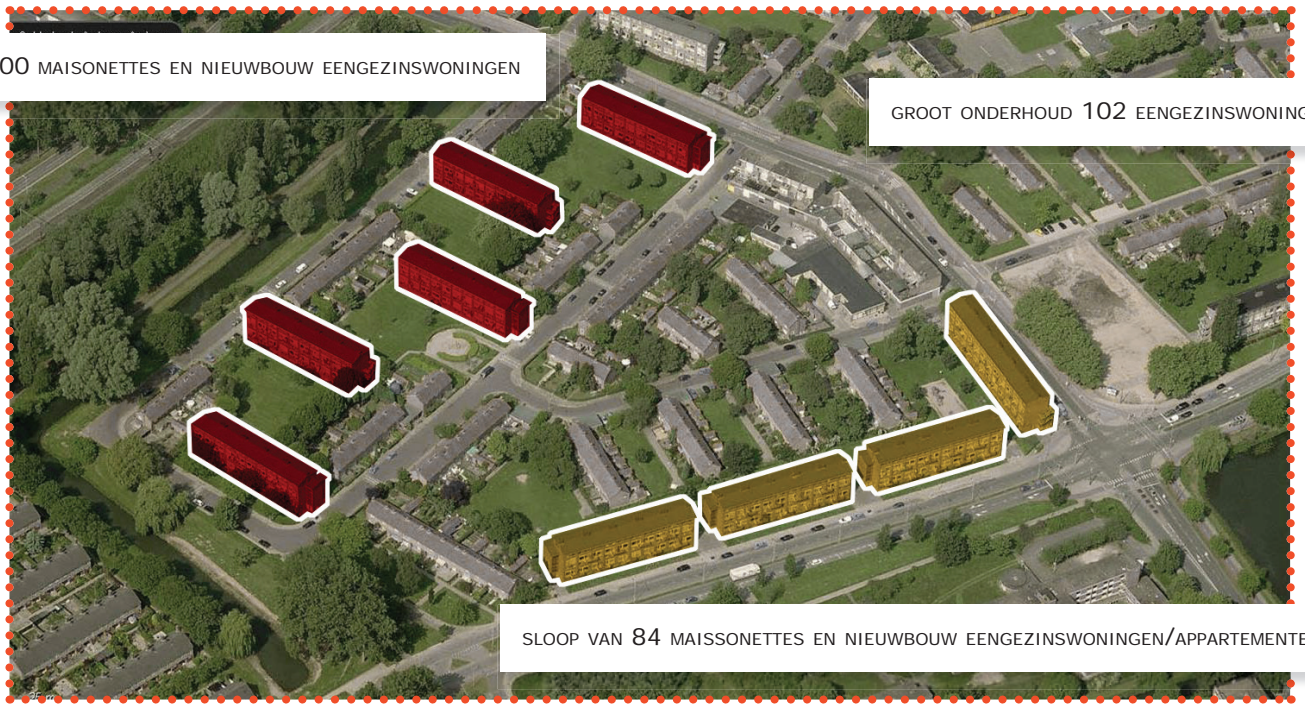 00 MAISONETTES EN NIEUWBOUW EENGEZINSWONINGEN
GROOT ONDERHOUD 102 EENGEZINSWONING
SLOOP VAN 84 MAISSONETTES EN NIEUWBOUW EENGEZINSWONINGEN/APPARTEMENTE